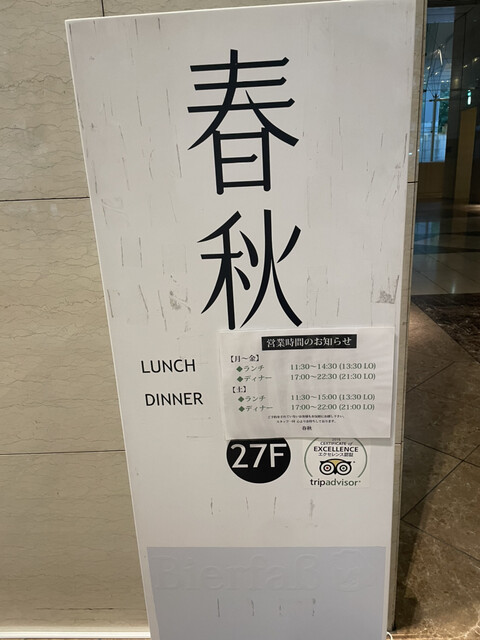 春秋
LUNCH
DINNER
営業時間のお知らせ
【月～金】
◆ランチ 11:30~14:30 (13:30 LO)
◆ディナー 17:00~22:30 (21:30 LO)
【土】
◆ランチ 11:30~15:00 (13:30 LO)
◆ディナー 17:00~22:00 (21:00 LO)
春秋
27F
CERTIFICATE of
EXCELLENCE
エクセレンス認証
tripadvisor